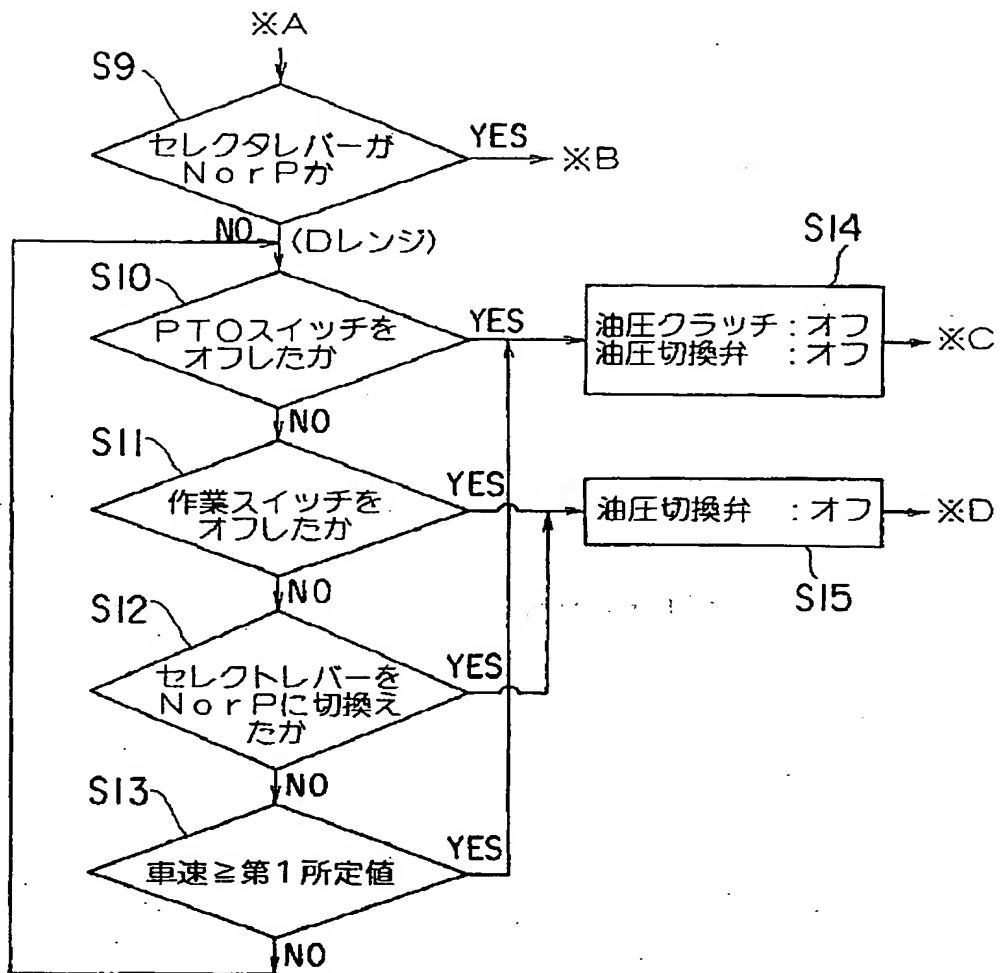 ※A
S9
セレクタレバーが
NorPか
YES
※B
NO
(Dレンジ)
S10
PTOスイッチを
オフしたか
YES
S14
油圧クラッチ:オフ
油圧切換弁 :オフ
※C
NO
S11
作業スイッチを
オフしたか
YES
油圧切換弁 :オフ
※D
S15
NO
S12
セレクトレバーを
NorPに切換え
たか
YES
NO
S13
車速≧第1所定値
YES
NO